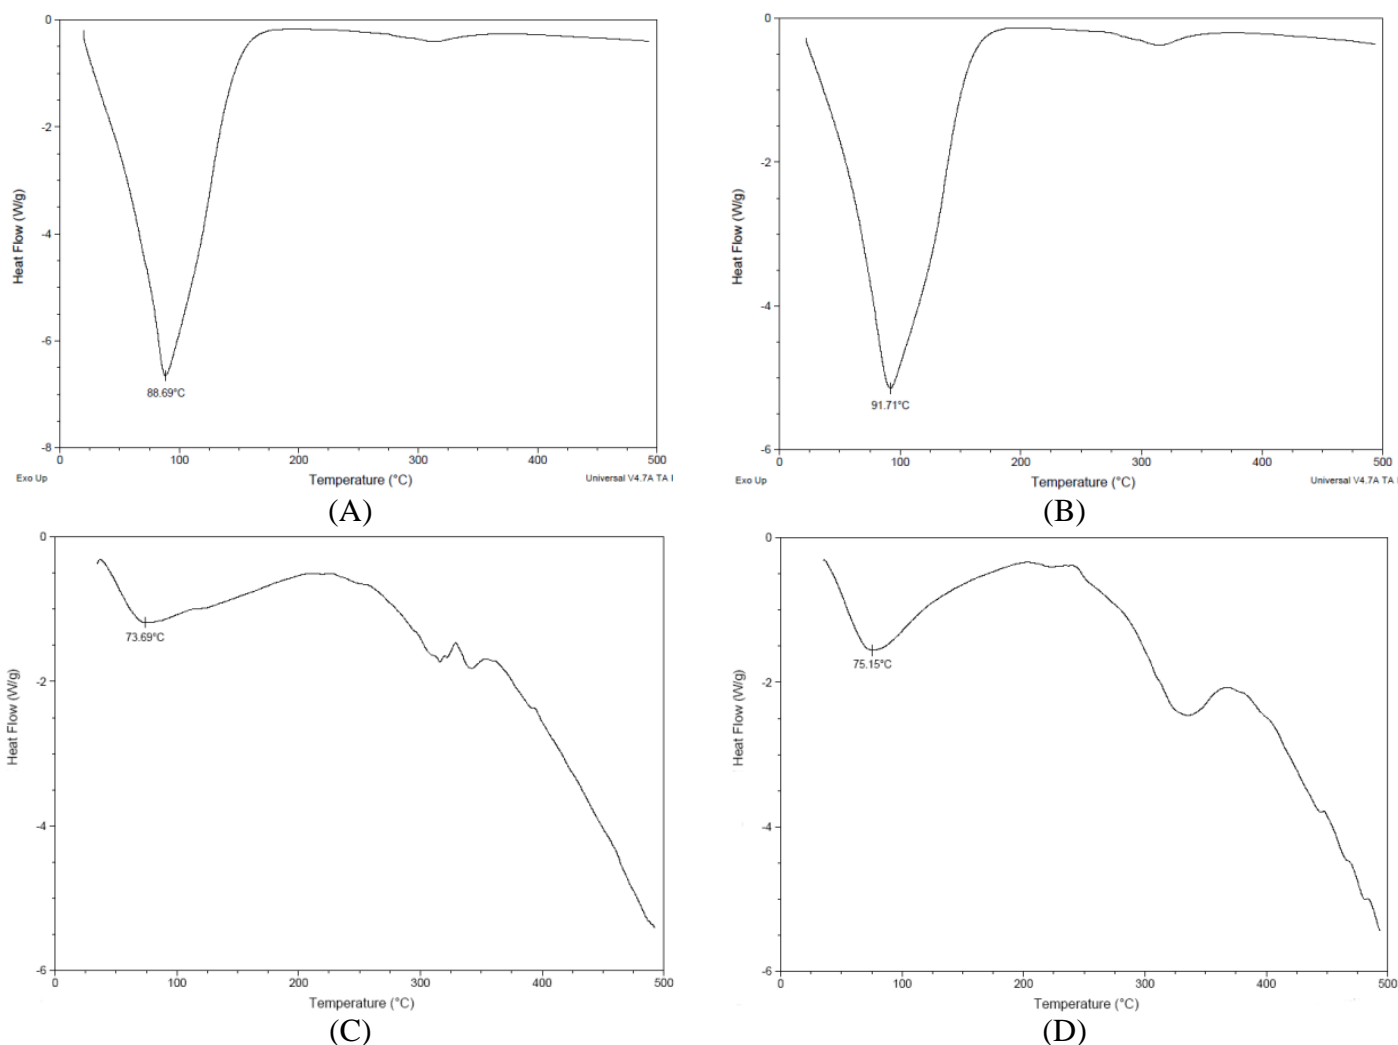 0
-2
-4
-6
-8
Heat Flow (W/g)
88.69°C
0
100
200
300
400
500
Exo Up
Temperature (°C)
Universal V4.7A TA I
(A)
0
-2
-4
-6
Heat Flow (W/g)
91.71°C
0
100
200
300
400
500
Exo Up
Temperature (°C)
Universal V4.7A TA
(B)
0
-2
-4
-6
Heat Flow (W/g)
73.69°C
0
100
200
300
400
500
Temperature (°C)
(C)
0
-2
-4
-6
Heat Flow (W/g)
75.15°C
0
100
200
300
400
500
Temperature (°C)
(D)